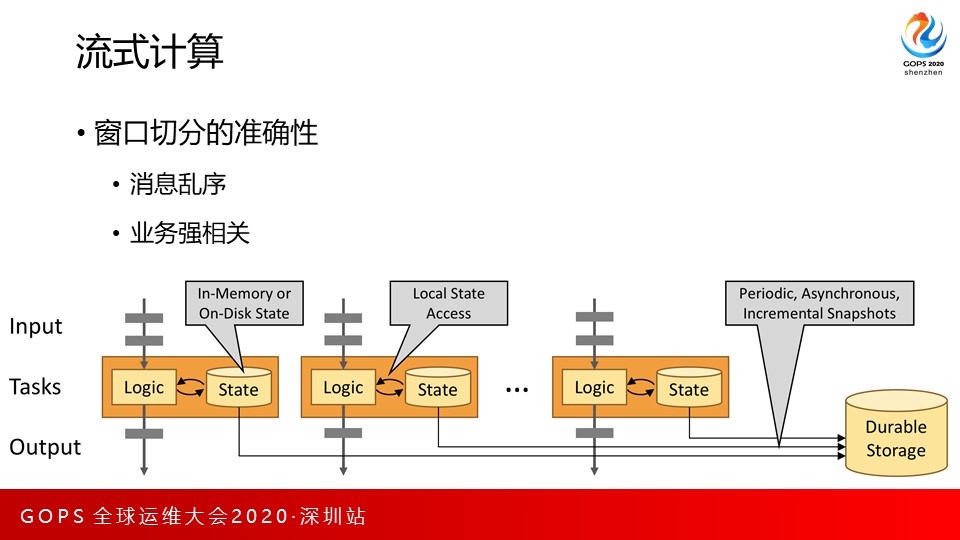 流式计算
GOPS 2020
shenzhen
• 窗口切分的准确性
• 消息乱序
• 业务强相关
In-Memory or
On-Disk State
Local State
Access
Periodic, Asynchronous,
Incremental Snapshots
Input
Tasks
Logic
State
Logic
State
...
Logic
State
Output
Durable
Storage
GOPS 全球运维大会2020·深圳站